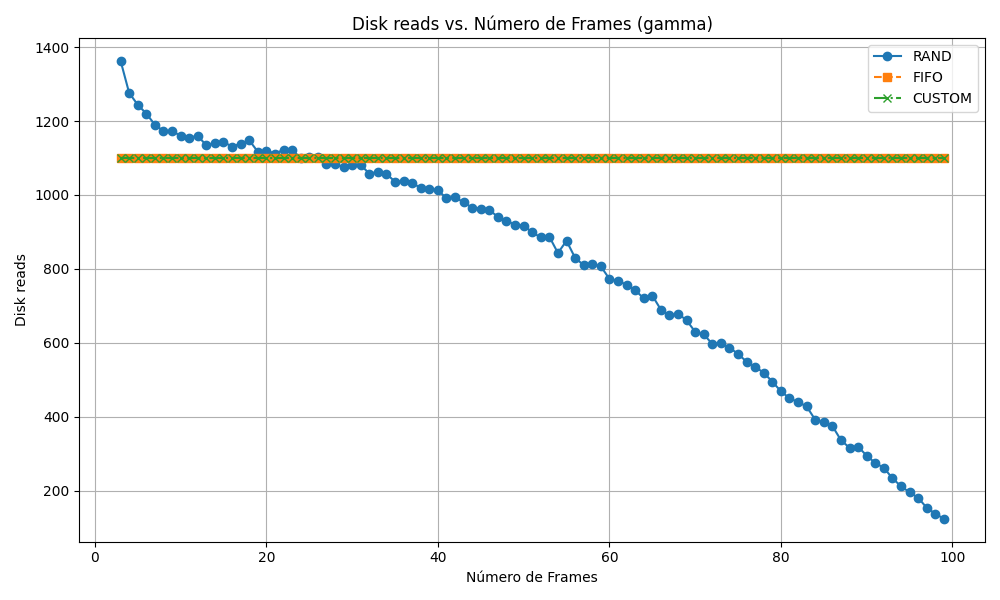 Disk reads vs. Número de Frames (gamma)
RAND
FIFO
CUSTOM
Disk reads
1400
1200
1000
800
600
400
200
0
20
40
60
80
100
Número de Frames